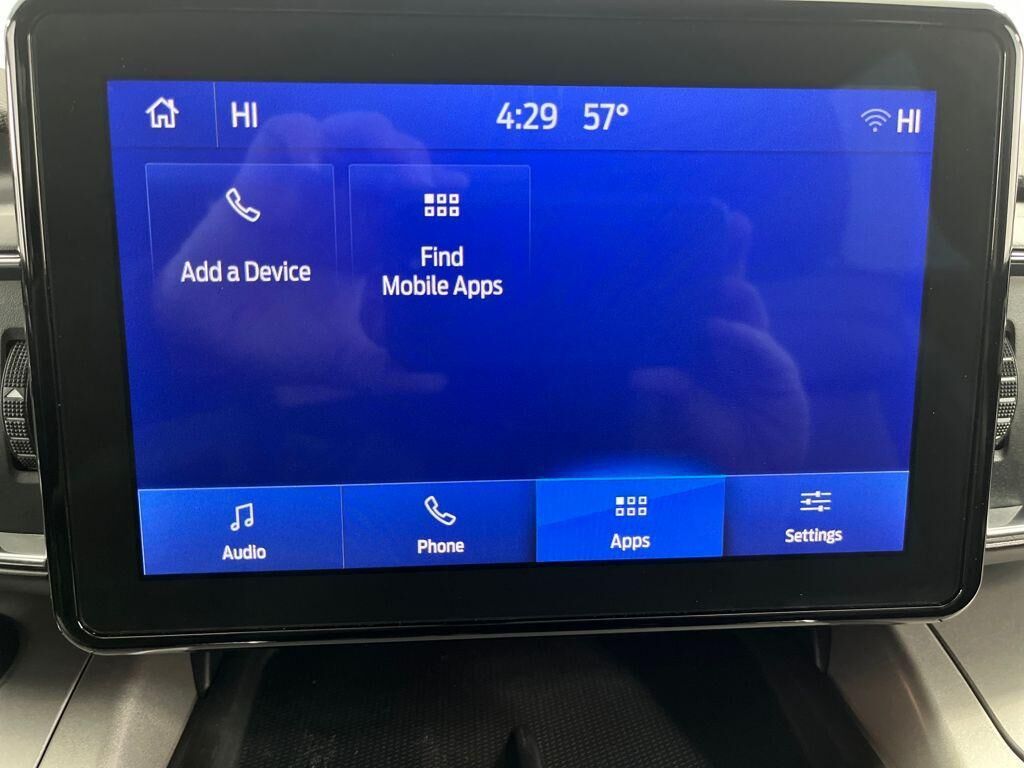 HI 4:29 57° HI
Add a Device
Find
Mobile Apps
Audio Phone Apps Settings